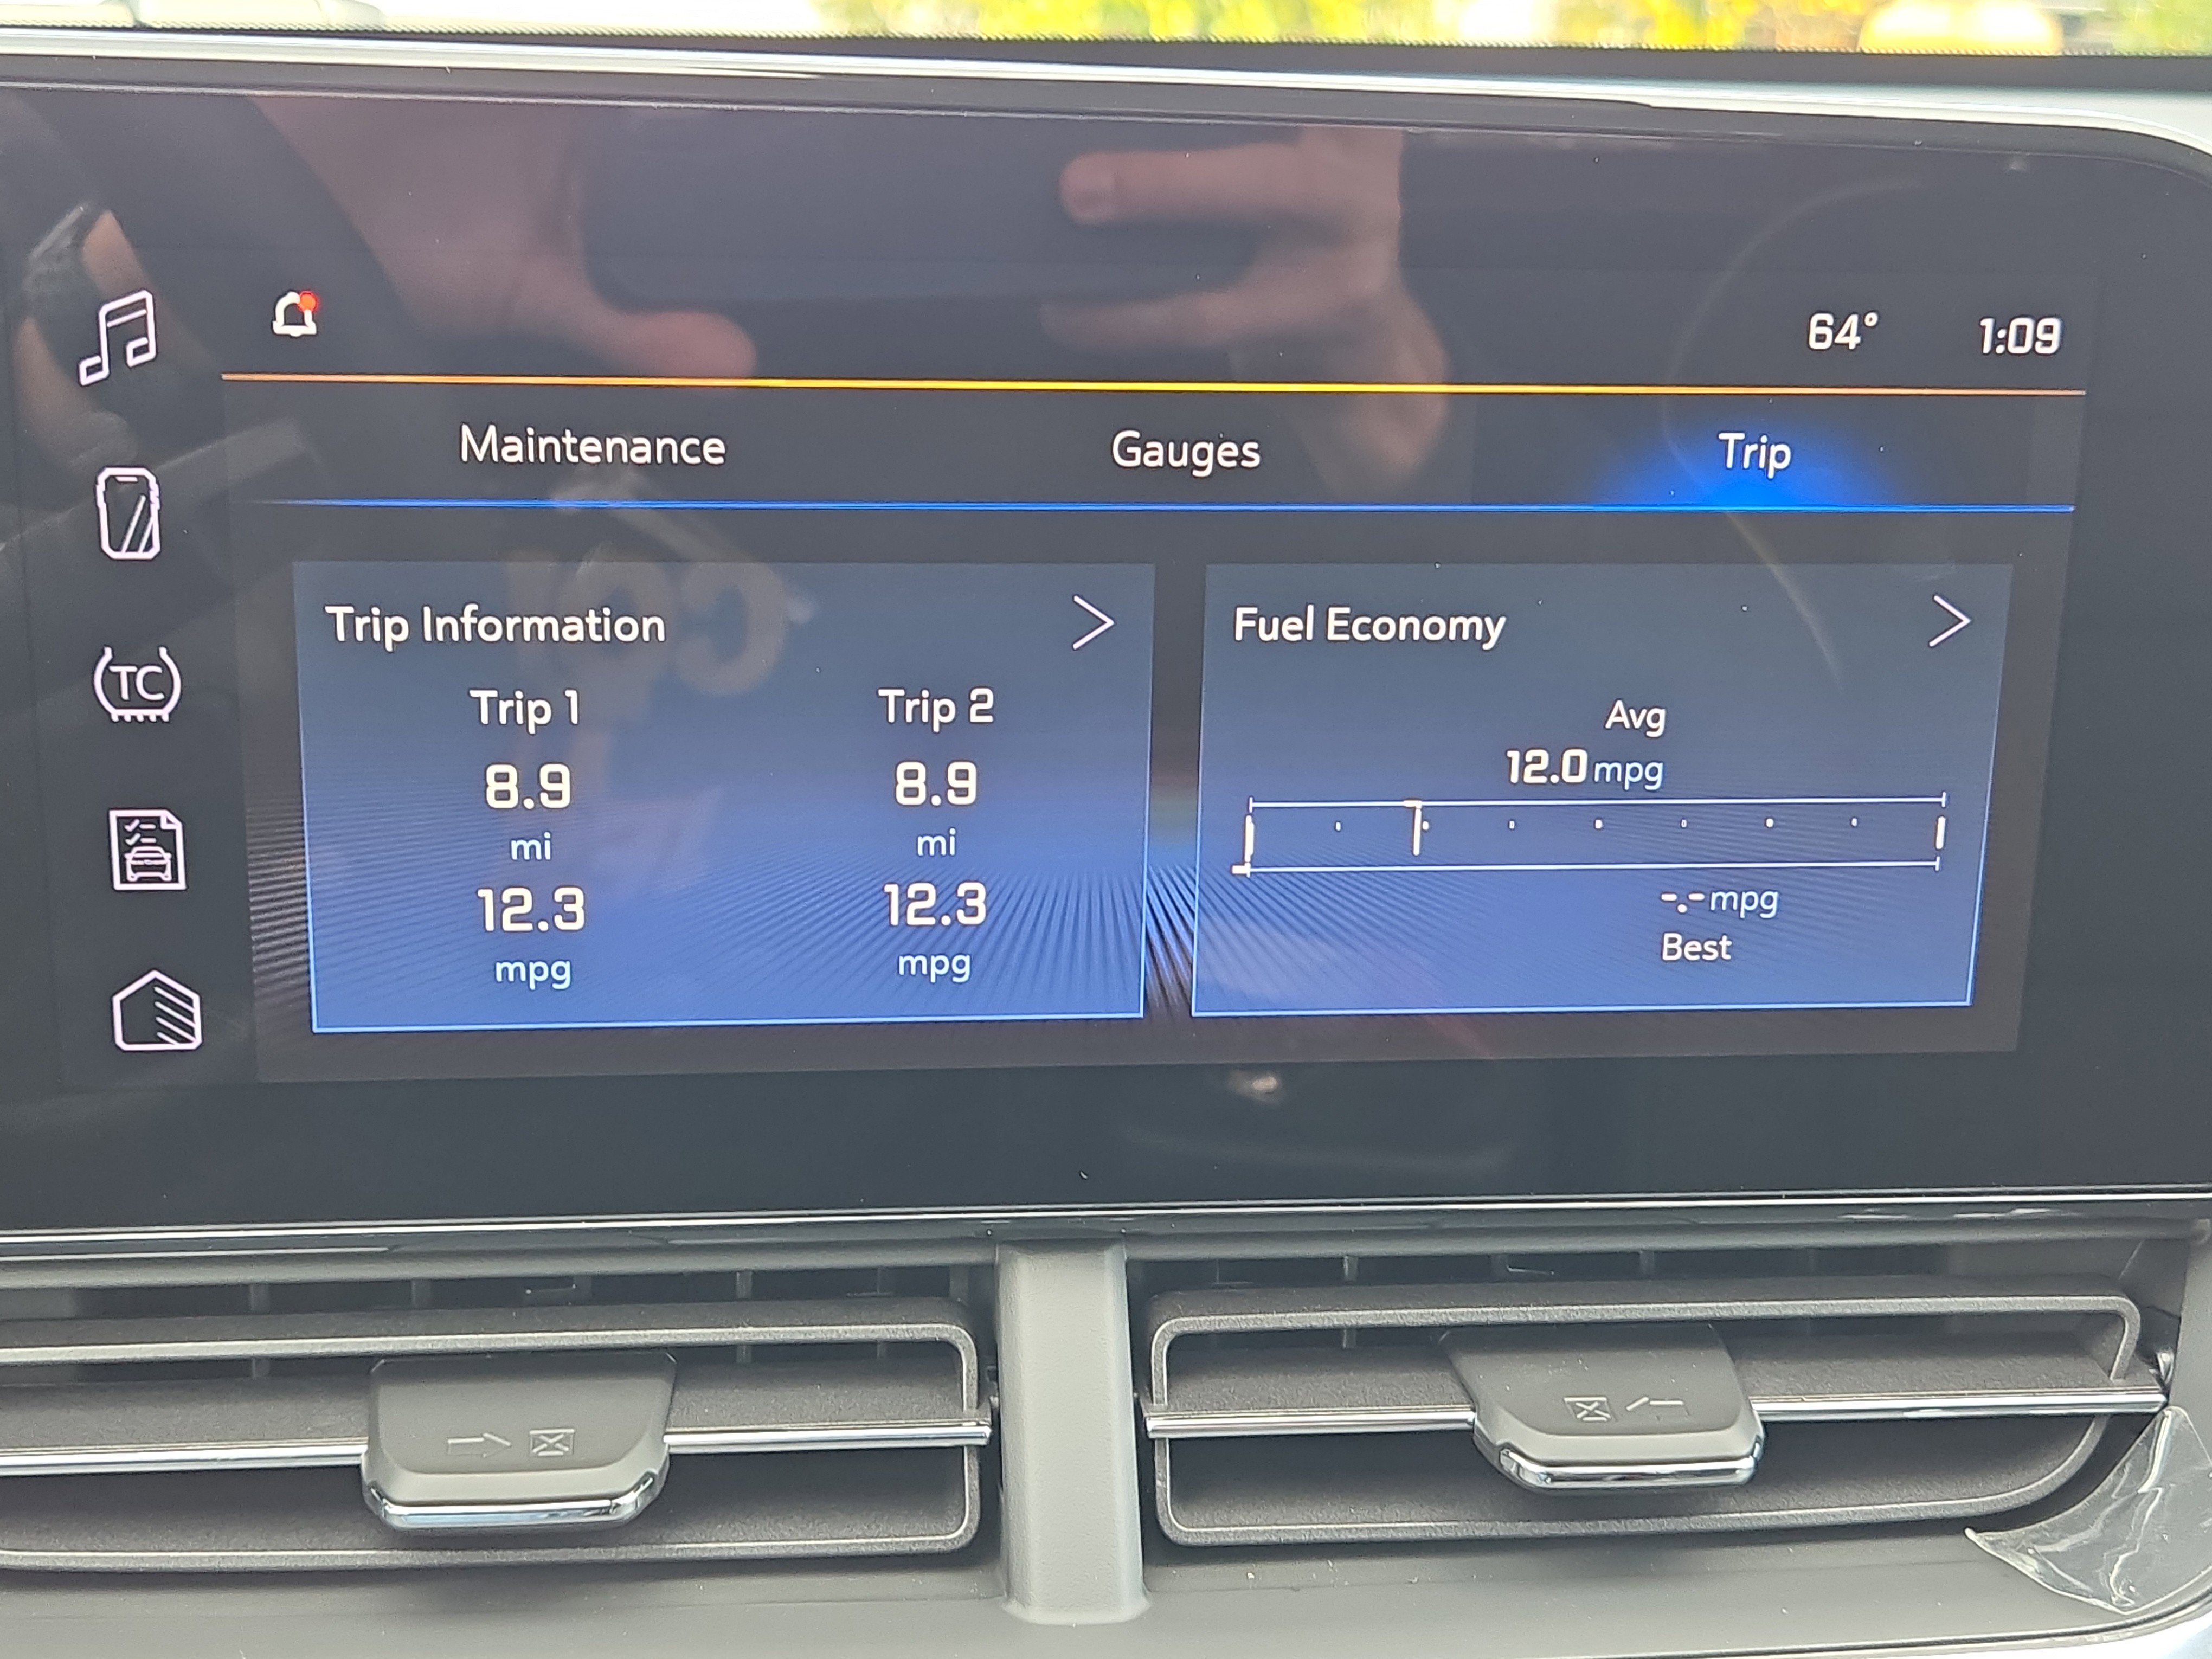 64° 1:09
Maintenance Gauges Trip
TC
Trip Information
Trip 1 Trip 2
8.9 8.9
mi mi
12.3 12.3
mpg mpg
Fuel Economy
Avg
12.0 mpg
-.- mpg
Best